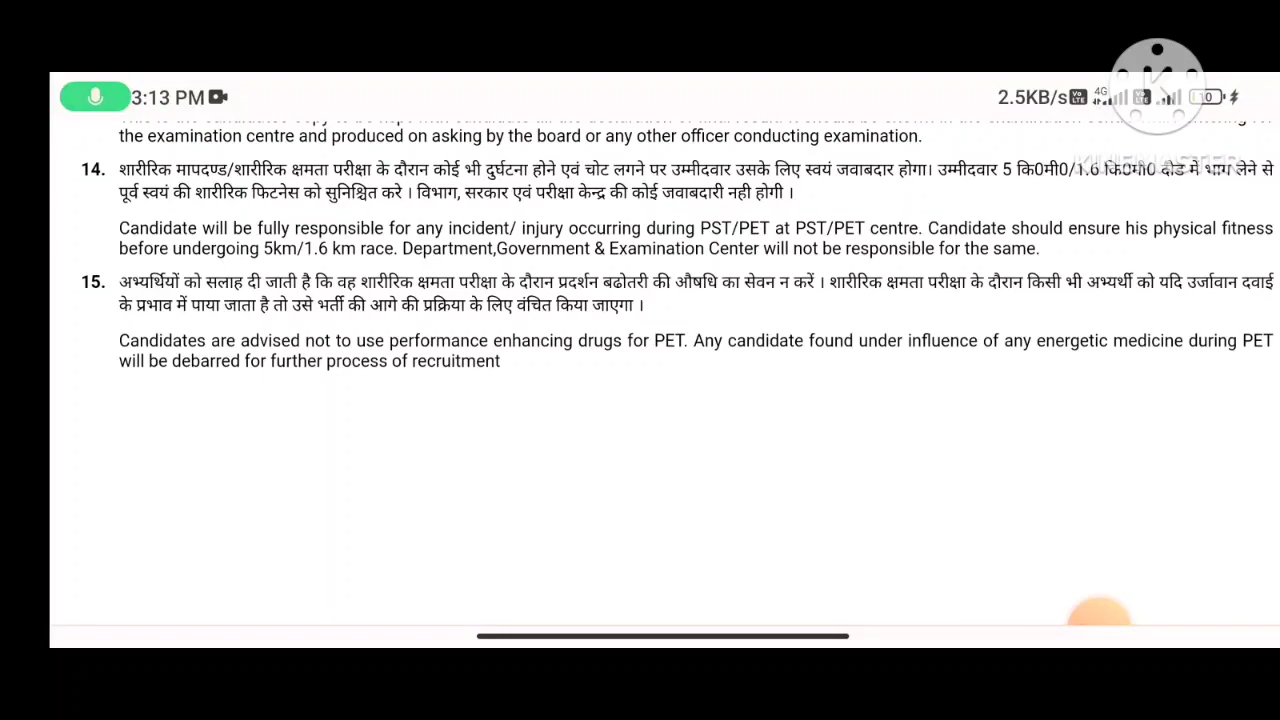 3:13 PM
2.5KB/s Vo LTE 4G Vo LTE 10
the examination centre and produced on asking by the board or any other officer conducting examination.
14. शारीरिक मापदण्ड/शारीरिक क्षमता परीक्षा के दौरान कोई भी दुर्घटना होने एवं चोट लगने पर उम्मीदवार उसके लिए स्वयं जवाबदार होगा। उम्मीदवार 5 कि0मी0/1.6 कि0मी0 दौड में भाग लेने से
पूर्व स्वयं की शारीरिक फिटनेस को सुनिश्चित करे । विभाग, सरकार एवं परीक्षा केन्द्र की कोई जवाबदारी नही होगी ।
Candidate will be fully responsible for any incident/ injury occurring during PST/PET at PST/PET centre. Candidate should ensure his physical fitness
before undergoing 5km/1.6 km race. Department,Government & Examination Center will not be responsible for the same.
15. अभ्यर्थियों को सलाह दी जाती है कि वह शारीरिक क्षमता परीक्षा के दौरान प्रदर्शन बढोतरी की औषधि का सेवन न करें । शारीरिक क्षमता परीक्षा के दौरान किसी भी अभ्यर्थी को यदि उर्जावान दवाई
के प्रभाव में पाया जाता है तो उसे भर्ती की आगे की प्रक्रिया के लिए वंचित किया जाएगा ।
Candidates are advised not to use performance enhancing drugs for PET. Any candidate found under influence of any energetic medicine during PET
will be debarred for further process of recruitment
KINEMASTER